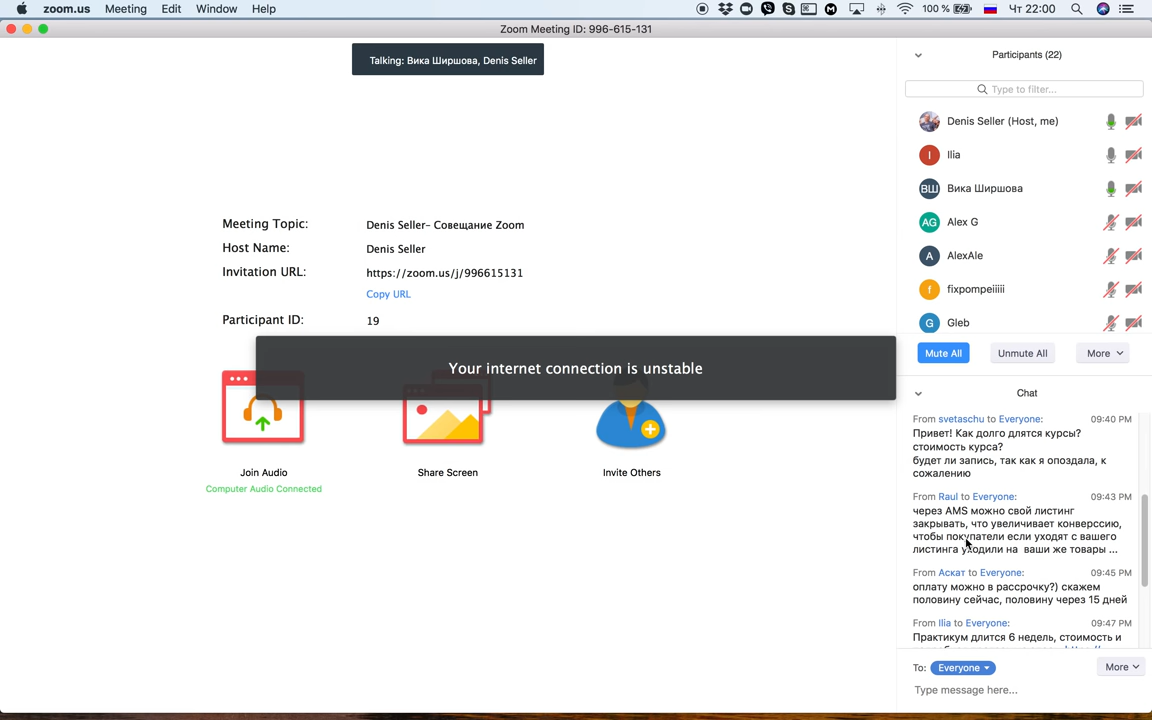 zoom.us Meeting Edit Window Help
100 % Чт 22:00
Zoom Meeting ID: 996-615-131
Talking: Вика Ширшова, Denis Seller
Meeting Topic: Denis Seller- Совещание Zoom
Host Name: Denis Seller
Invitation URL: https://zoom.us/j/996615131
Copy URL
Participant ID: 19
Your internet connection is unstable
Join Audio
Computer Audio Connected
Share Screen
Invite Others
Participants (22)
Type to filter...
Denis Seller (Host, me)
I Ilia
ВШ Вика Ширшова
AG Alex G
A AlexAle
f fixpompeiiiii
G Gleb
Mute All Unmute All More
Chat
From svetaschu to Everyone: 09:40 PM
Привет! Как долго длятся курсы?
стоимость курса?
будет ли запись, так как я опоздала, к
сожалению
From Raul to Everyone: 09:43 PM
через AMS можно свой листинг
закрывать, что увеличивает конверссию,
чтобы покупатели если уходят с вашего
листинга уходили на ваши же товары ...
From Аскат to Everyone: 09:45 PM
оплату можно в рассрочку?) скажем
половину сейчас, половину через 15 дней
From Ilia to Everyone: 09:47 PM
Практикум длится 6 недель, стоимость и
To: Everyone More
Type message here...